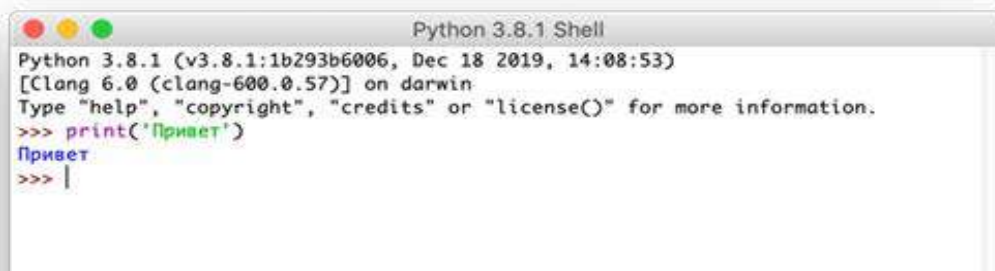 Python 3.8.1 Shell
Python 3.8.1 (v3.8.1:1b293b6006, Dec 18 2019, 14:08:53)
[Clang 6.0 (clang-600.0.57)] on darwin
Type "help", "copyright", "credits" or "license()" for more information.
>>> print('Привет')
Привет
>>>